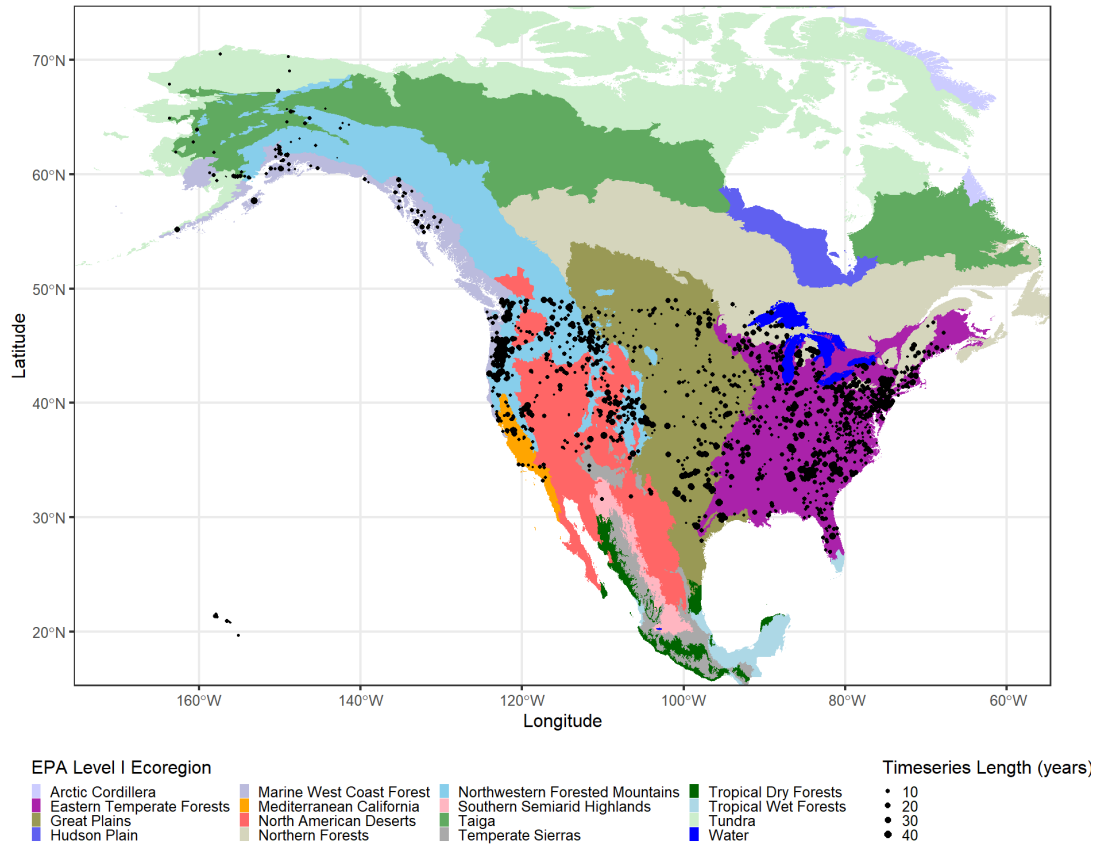 70°N
60°N
50°N
40°N
30°N
20°N
Latitude
160°W 140°W 120°W 100°W 80°W 60°W
Longitude
EPA Level I Ecoregion
Arctic Cordillera
Eastern Temperate Forests
Great Plains
Hudson Plain
Marine West Coast Forest
Mediterranean California
North American Deserts
Northern Forests
Northwestern Forested Mountains
Southern Semiarid Highlands
Taiga
Temperate Sierras
Tropical Dry Forests
Tropical Wet Forests
Tundra
Water
Timeseries Length (years)
10
20
30
40